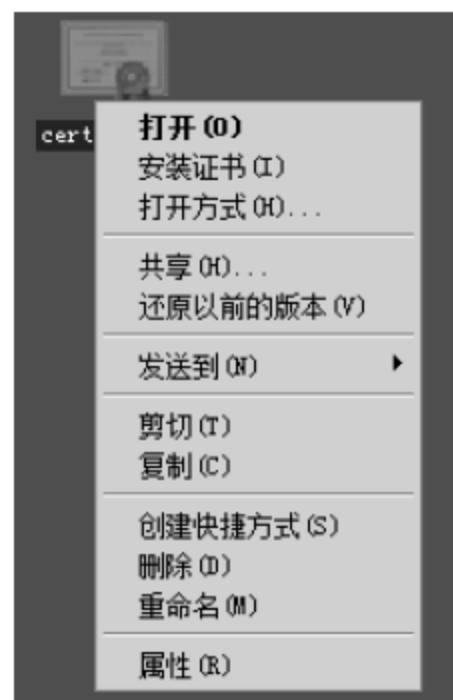 cert
打开(O)
安装证书(I)
打开方式(H)...
共享(H)...
还原以前的版本(V)
发送到(N)
剪切(T)
复制(C)
创建快捷方式(S)
删除(D)
重命名(M)
属性(R)